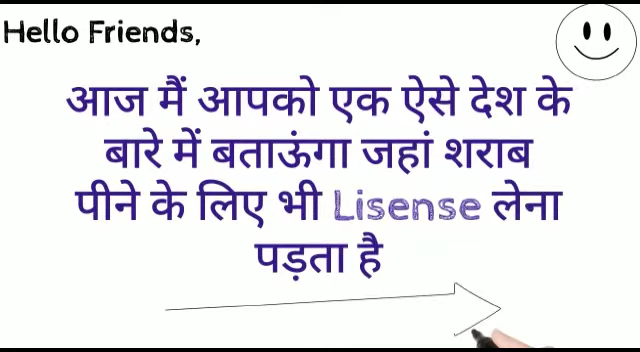 Hello Friends,
आज मैं आपको एक ऐसे देश के
बारे में बताऊंगा जहां शराब
पीने के लिए भी Lisense लेना
पड़ता है